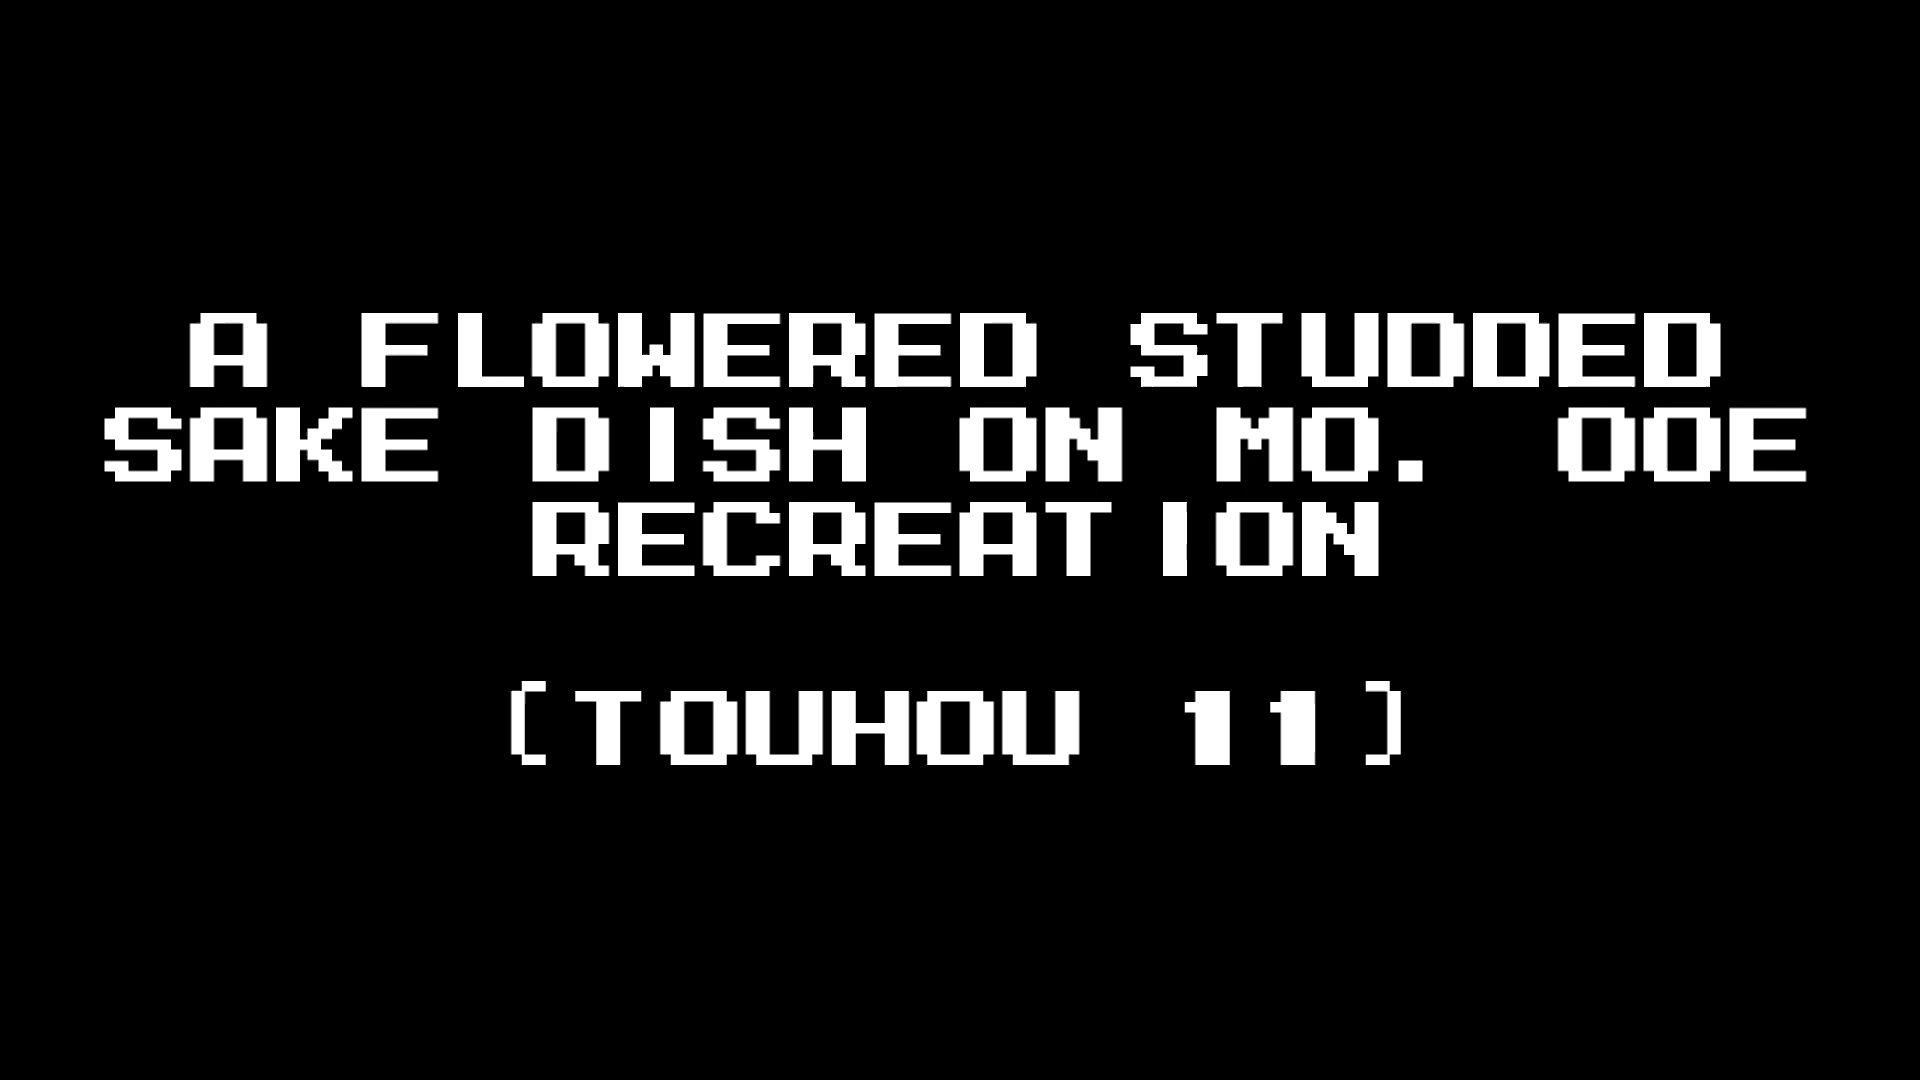 A FLOWERED STUDDED
SAKE DISH ON MO. OOE
RECREATION
(TOUHOU 11)